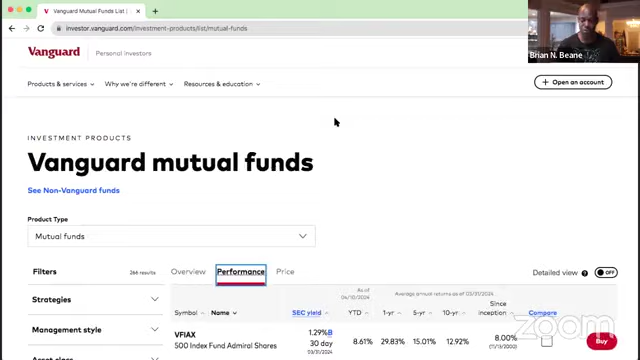 Vanguard Mutual Funds List |
investor.vanguard.com/investment-products/list/mutual-funds
Brian N. Beane
Vanguard
Personal Investors
Products & services
Why we're different
Resources & education
Open an account
INVESTMENT PRODUCTS
Vanguard mutual funds
See Non-Vanguard funds
Product Type
Mutual funds
Filters
266 results
Overview
Performance
Price
Detailed view
OFF
As of 04/10/2024
Average annual returns as of 03/31/2024
Strategies
Symbol
Name
SEC yield
YTD
1-yr
5-yr
10-yr
Since inception
Compare
Management style
VFIAX
500 Index Fund Admiral Shares
1.29%B
30 day
03/31/2024
8.61%
29.83%
15.01%
12.92%
8.00%
(11/13/2000)
Buy
Asset class
zoom